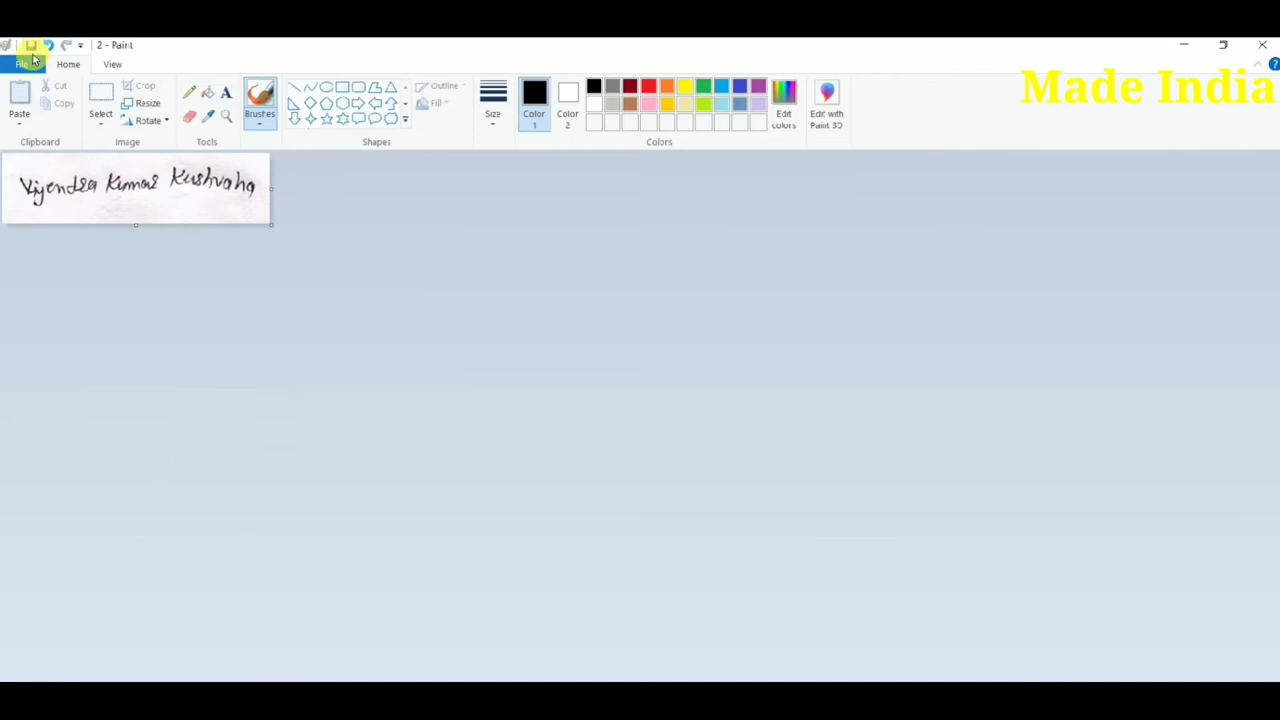 2 - Paint
File Home View
Made India
Paste Cut Copy Clipboard
Select Crop Resize Rotate Image
Tools
Brushes
Outline Fill Shapes
Size
Color 1 Color 2 Edit colors Colors
Edit with Paint 3D
Vijendra Kumar Kushvaha